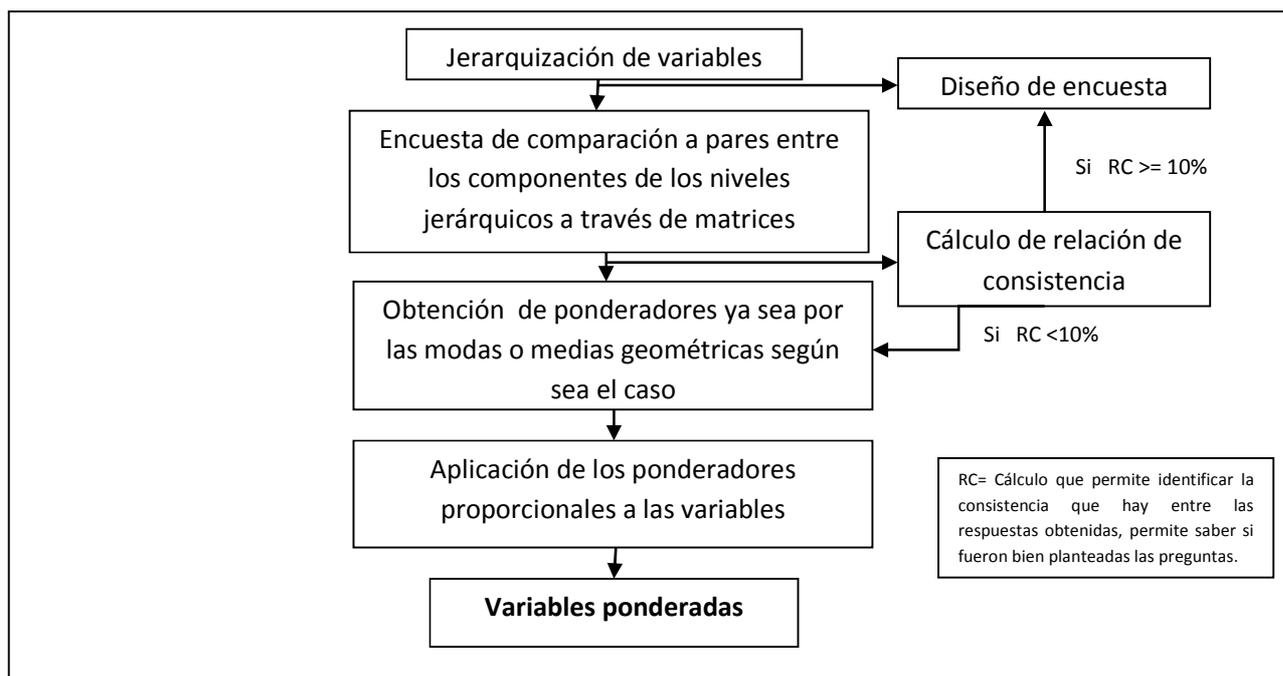 Jerarquización de variables
Diseño de encuesta
Encuesta de comparación a pares entre
los componentes de los niveles
jerárquicos a través de matrices
Si RC >= 10%
Cálculo de relación de
consistencia
Obtención de ponderadores ya sea por
las modas o medias geométricas según
sea el caso
Si RC <10%
Aplicación de los ponderadores
proporcionales a las variables
RC= Cálculo que permite identificar la
consistencia que hay entre las
respuestas obtenidas, permite saber si
fueron bien planteadas las preguntas.
Variables ponderadas